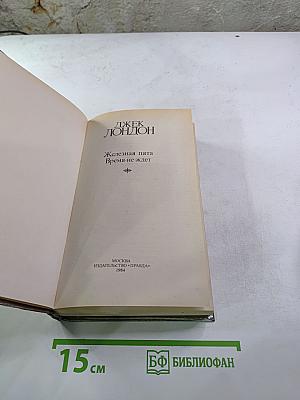 ДЖЕК
ЛОНДОН
Железная пята
Время-не-ждет
МОСКВА
ИЗДАТЕЛЬСТВО «ПРАВДА»
1984
15 см
БФ БИБЛИОФАН